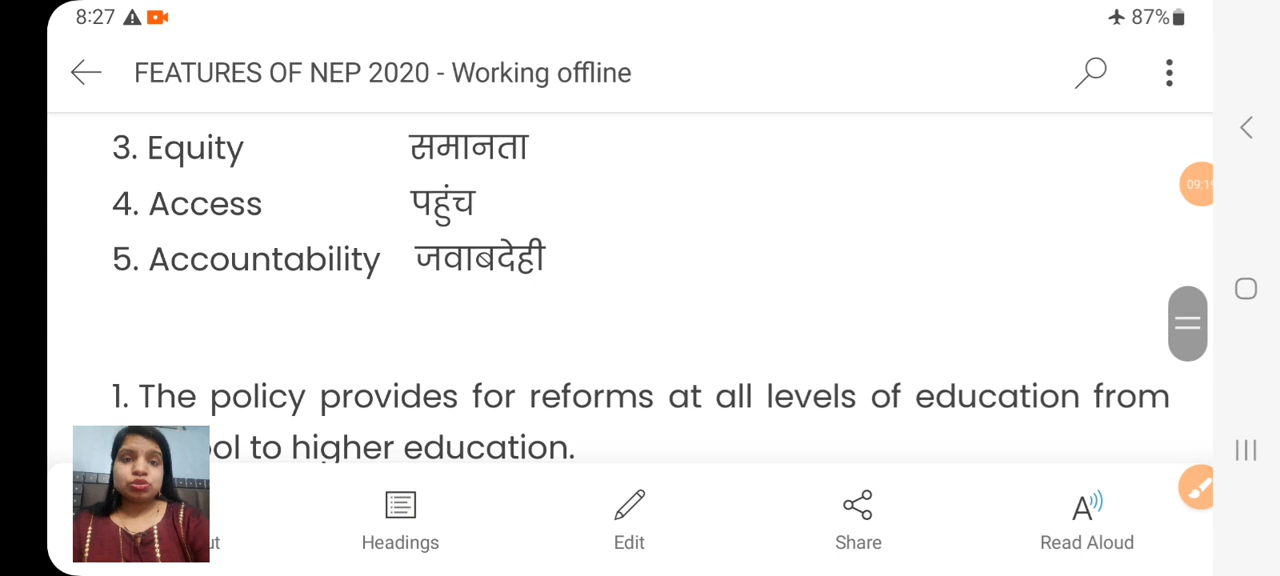 8:27 87%
FEATURES OF NEP 2020 - Working offline
3. Equity समानता
4. Access पहुंच
5. Accountability जवाबदेही
09:1
1. The policy provides for reforms at all levels of education from
to higher education.
Headings Edit Share Read Aloud